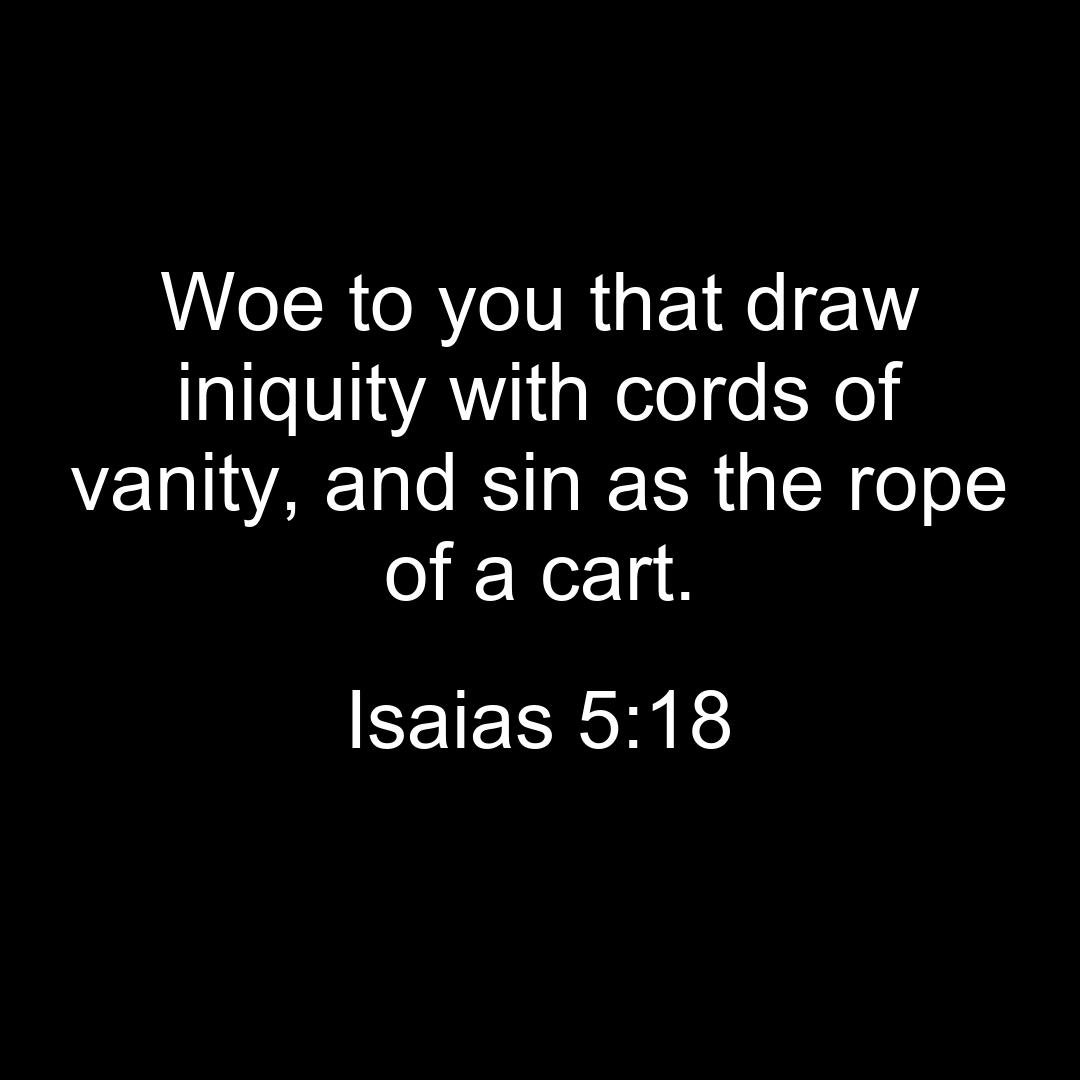 Woe to you that draw
iniquity with cords of
vanity, and sin as the rope
of a cart.
Isaias 5:18